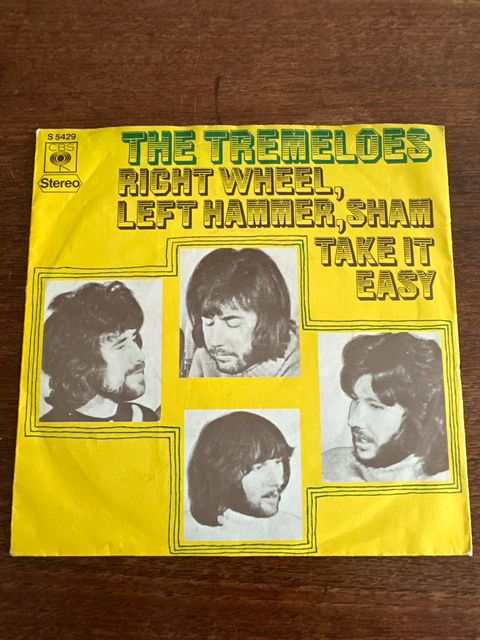 S 5429
CBS
Stereo
THE TREMELOES
RIGHT WHEEL,
LEFT HAMMER, SHAM
TAKE IT
EASY